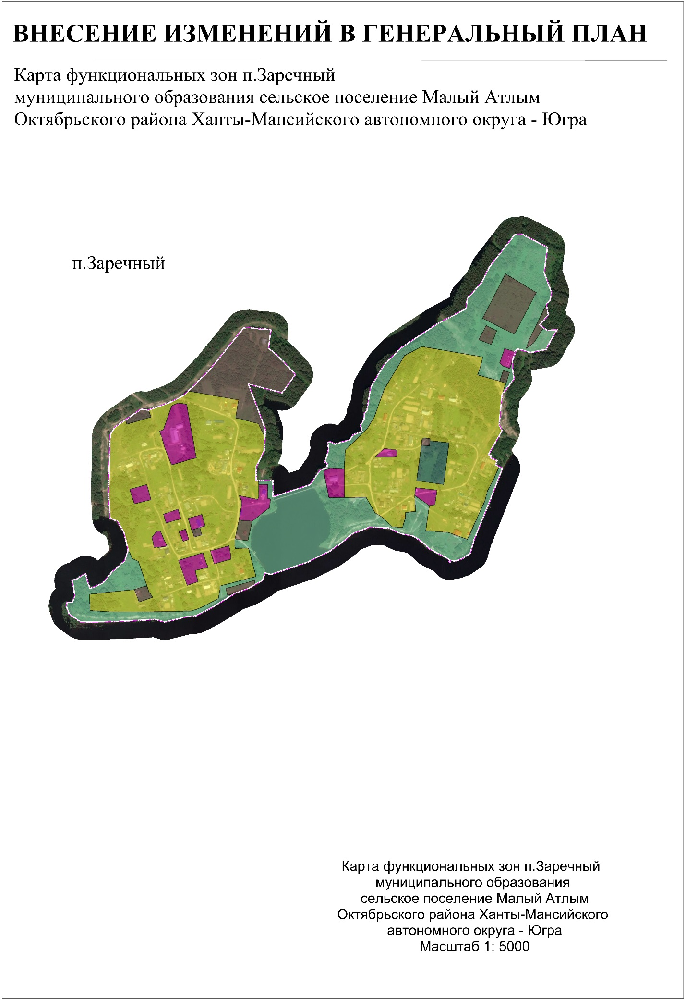 ВНЕСЕНИЕ ИЗМЕНЕНИЙ В ГЕНЕРАЛЬНЫЙ ПЛАН
Карта функциональных зон п.Заречный
муниципального образования сельское поселение Малый Атлым
Октябрьского района Ханты-Мансийского автономного округа - Югра
п.Заречный
Карта функциональных зон п.Заречный
муниципального образования
сельское поселение Малый Атлым
Октябрьского района Ханты-Мансийского
автономного округа - Югра
Масштаб 1: 5000